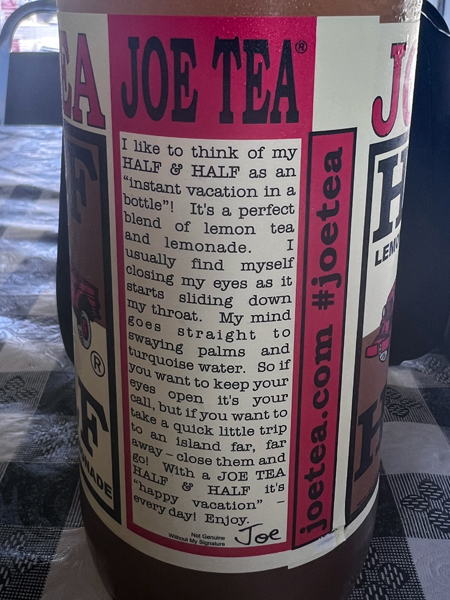 JOE TEA®
I like to think of my
HALF & HALF as an
"instant vacation in a
bottle"! It's a perfect
blend of lemon tea
and lemonade. I
usually find myself
closing my eyes as it
starts sliding down
my throat. My mind
goes straight to
swaying palms and
turquoise water. So if
you want to keep your
eyes open it's your
call, but if you want to
take a quick little trip
to an island far, far
away – close them and
go! With a JOE TEA
HALF & HALF it's
"happy vacation" –
every day! Enjoy.
Not Genuine
Without My Signature
Joe
joetea.com #joetea